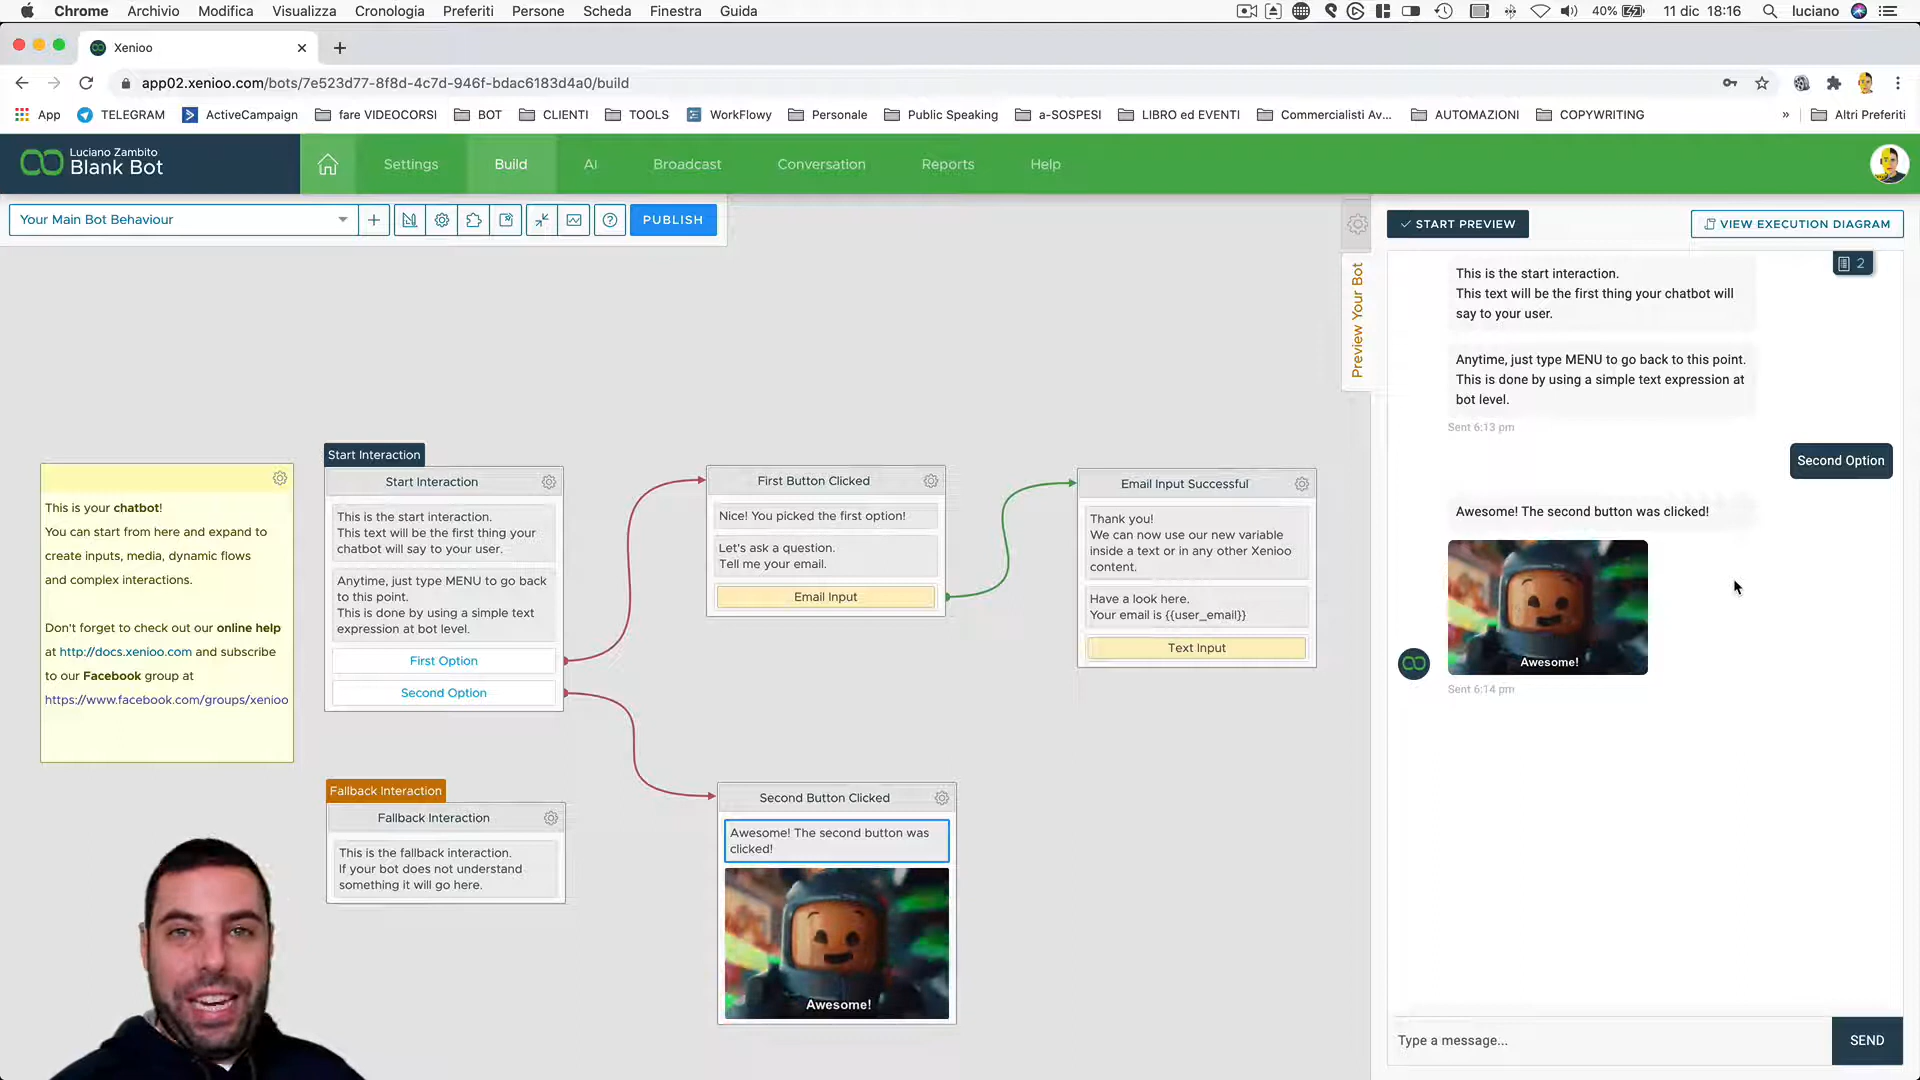 Chrome Archivio Modifica Visualizza Cronologia Preferiti Persone Scheda Finestra Guida 40% 11 dic 18:16 luciano
Xenioo
app02.xenioo.com/bots/7e523d77-8f8d-4c7d-946f-bdac6183d4a0/build
App TELEGRAM ActiveCampaign fare VIDEOCORSI BOT CLIENTI TOOLS WorkFlowy Personale Public Speaking a-SOSPESI LIBRO ed EVENTI Commercialisti Av... AUTOMAZIONI COPYWRITING » Altri Preferiti
Luciano Zambito
Blank Bot
Settings Build AI Broadcast Conversation Reports Help
Your Main Bot Behaviour
PUBLISH
This is your chatbot!
You can start from here and expand to
create inputs, media, dynamic flows
and complex interactions.
Don't forget to check out our online help
at http://docs.xenioo.com and subscribe
to our Facebook group at
https://www.facebook.com/groups/xenioo
Start Interaction
Start Interaction
This is the start interaction.
This text will be the first thing your
chatbot will say to your user.
Anytime, just type MENU to go back
to this point.
This is done by using a simple text
expression at bot level.
First Option
Second Option
Fallback Interaction
Fallback Interaction
This is the fallback interaction.
If your bot does not understand
something it will go here.
First Button Clicked
Nice! You picked the first option!
Let's ask a question.
Tell me your email.
Email Input
Second Button Clicked
Awesome! The second button was
clicked!
Awesome!
Email Input Successful
Thank you!
We can now use our new variable
inside a text or in any other Xenioo
content.
Have a look here.
Your email is {{user_email}}
Text Input
Preview Your Bot
START PREVIEW
VIEW EXECUTION DIAGRAM
2
This is the start interaction.
This text will be the first thing your chatbot will
say to your user.
Anytime, just type MENU to go back to this point.
This is done by using a simple text expression at
bot level.
Sent 6:13 pm
Second Option
Awesome! The second button was clicked!
Awesome!
Sent 6:14 pm
Type a message...
SEND